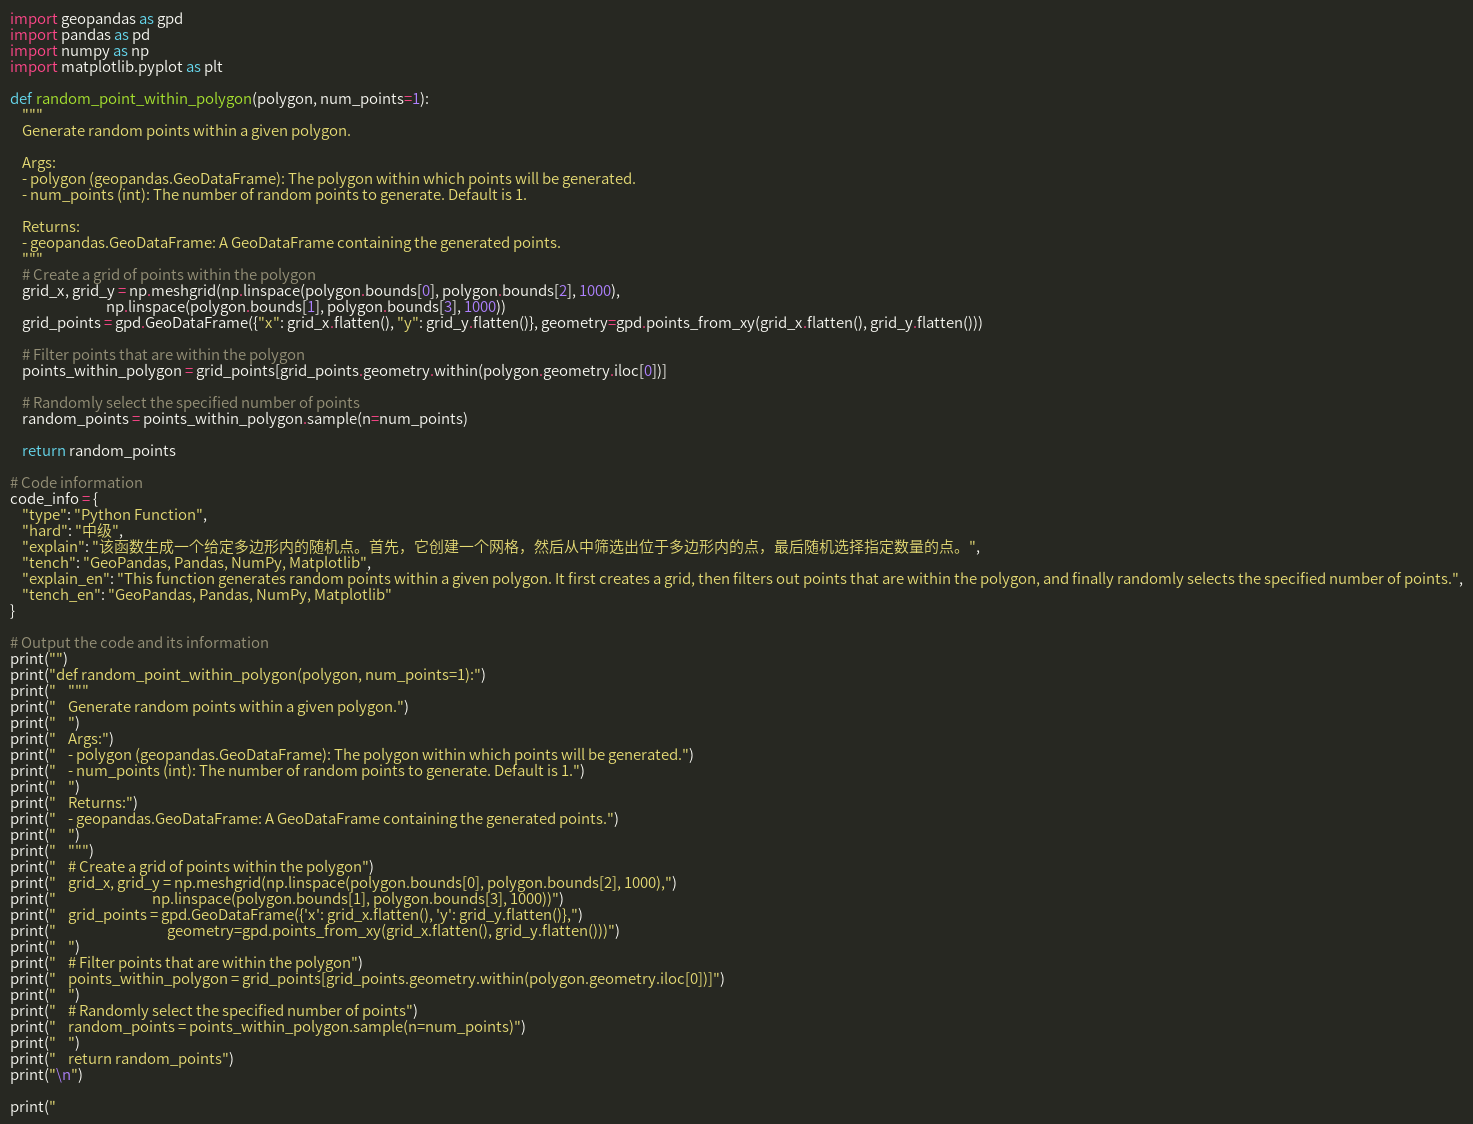 import geopandas as gpd
import pandas as pd
import numpy as np
import matplotlib.pyplot as plt

def random_point_within_polygon(polygon, num_points=1):
    """
    Generate random points within a given polygon.

    Args:
    - polygon (geopandas.GeoDataFrame): The polygon within which points will be generated.
    - num_points (int): The number of random points to generate. Default is 1.

    Returns:
    - geopandas.GeoDataFrame: A GeoDataFrame containing the generated points.
    """
    # Create a grid of points within the polygon
    grid_x, grid_y = np.meshgrid(np.linspace(polygon.bounds[0], polygon.bounds[2], 1000),
                                 np.linspace(polygon.bounds[1], polygon.bounds[3], 1000))
    grid_points = gpd.GeoDataFrame({"x": grid_x.flatten(), "y": grid_y.flatten()}, geometry=gpd.points_from_xy(grid_x.flatten(), grid_y.flatten()))

    # Filter points that are within the polygon
    points_within_polygon = grid_points[grid_points.geometry.within(polygon.geometry.iloc[0])]

    # Randomly select the specified number of points
    random_points = points_within_polygon.sample(n=num_points)

    return random_points

# Code information
code_info = {
    "type": "Python Function",
    "hard": "中级",
    "explain": "该函数生成一个给定多边形内的随机点。首先，它创建一个网格，然后从中筛选出位于多边形内的点，最后随机选择指定数量的点。",
    "tench": "GeoPandas, Pandas, NumPy, Matplotlib",
    "explain_en": "This function generates random points within a given polygon. It first creates a grid, then filters out points that are within the polygon, and finally randomly selects the specified number of points.",
    "tench_en": "GeoPandas, Pandas, NumPy, Matplotlib"
}

# Output the code and its information
print("")
print("def random_point_within_polygon(polygon, num_points=1):")
print("    """
print("    Generate random points within a given polygon.")
print("    ")
print("    Args:")
print("    - polygon (geopandas.GeoDataFrame): The polygon within which points will be generated.")
print("    - num_points (int): The number of random points to generate. Default is 1.")
print("    ")
print("    Returns:")
print("    - geopandas.GeoDataFrame: A GeoDataFrame containing the generated points.")
print("    ")
print("    """)
print("    # Create a grid of points within the polygon")
print("    grid_x, grid_y = np.meshgrid(np.linspace(polygon.bounds[0], polygon.bounds[2], 1000),")
print("                                 np.linspace(polygon.bounds[1], polygon.bounds[3], 1000))")
print("    grid_points = gpd.GeoDataFrame({'x': grid_x.flatten(), 'y': grid_y.flatten()},")
print("                                      geometry=gpd.points_from_xy(grid_x.flatten(), grid_y.flatten()))")
print("    ")
print("    # Filter points that are within the polygon")
print("    points_within_polygon = grid_points[grid_points.geometry.within(polygon.geometry.iloc[0])]")
print("    ")
print("    # Randomly select the specified number of points")
print("    random_points = points_within_polygon.sample(n=num_points)")
print("    ")
print("    return random_points")
print("\n")

print("